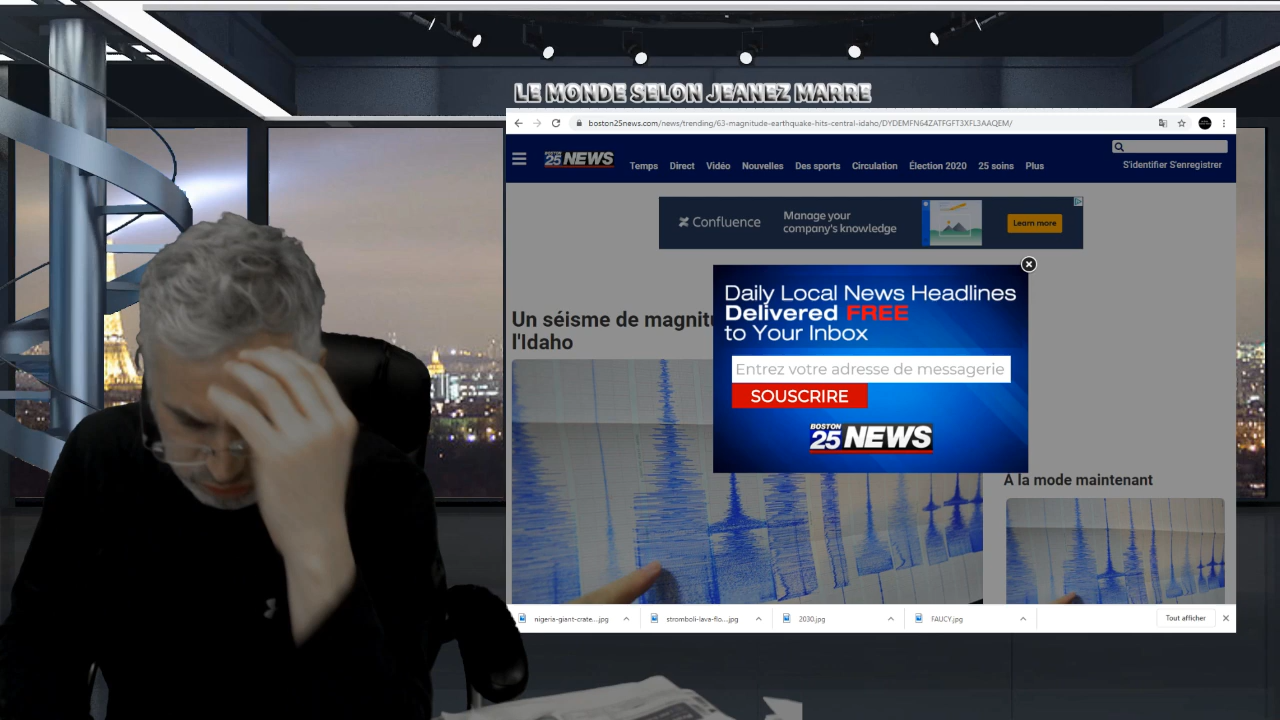 LE MONDE SELON JEANEZ MARRE
boston25news.com/news/trending/63-magnitude-earthquake-hits-central-idaho/DYDEMFN64ZATFGFT3XFL3AAQEM/
BOSTON
25 NEWS
Temps Direct Vidéo Nouvelles Des sports Circulation Élection 2020 25 soins Plus
S'identifier S'enregistrer
Confluence
Manage your
company's knowledge
Learn more
Daily Local News Headlines
Delivered FREE
to Your Inbox
Entrez votre adresse de messagerie
SOUSCRIRE
BOSTON
25 NEWS
Un séisme de magnitu
l'Idaho
A la mode maintenant
nigeria-giant-crate....jpg
stromboli-lava-flo....jpg
2030.jpg
FAUCY.jpg
Tout afficher